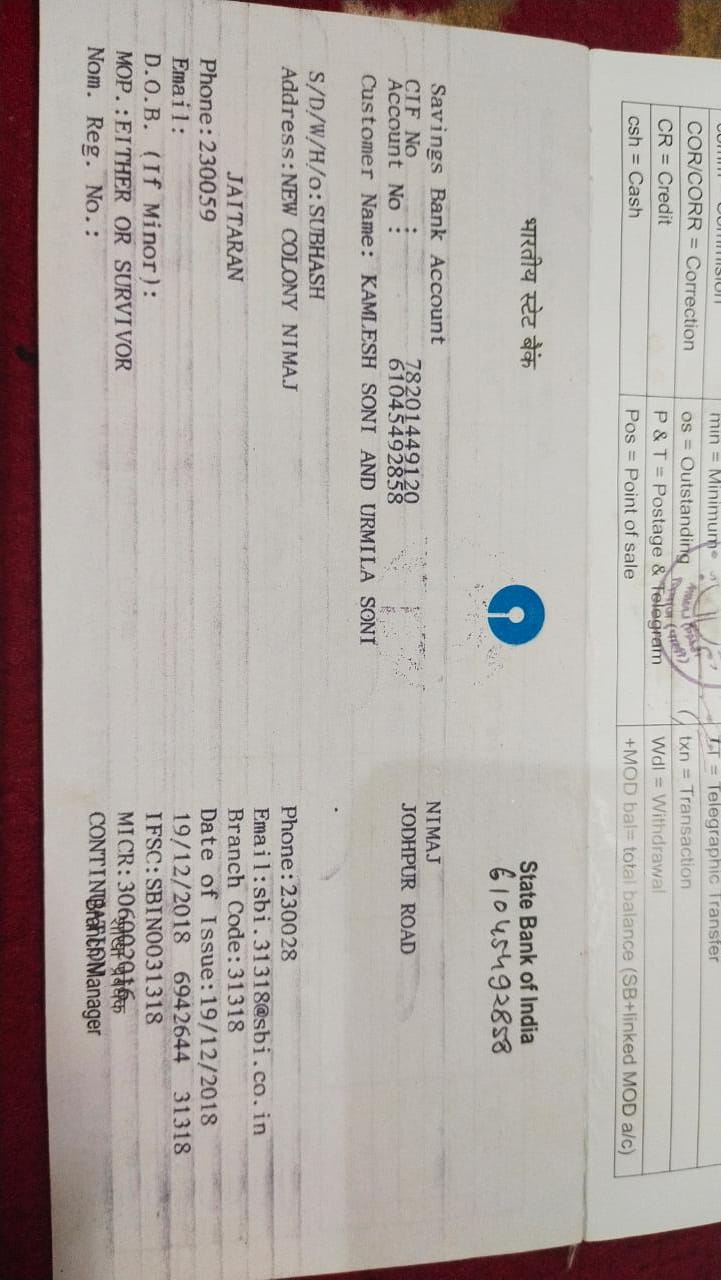 COR/CORR = Correction
os = Outstanding
txn = Transaction
CR = Credit
P & T = Postage & Telegram
Wdl = Withdrawal
csh = Cash
Pos = Point of sale
+MOD bal= total balance (SB+linked MOD a/c)
min = Minimum
T.T = Telegraphic Transfer
भारतीय स्टेट बैंक
State Bank of India
61045492858
Savings Bank Account
CIF No : 78201449120
Account No : 61045492858
Customer Name: KAMLESH SONI AND URMILA SONI
S/D/W/H/o:SUBHASH
Address:NEW COLONY NIMAJ
JAITARAN
Phone:230059
Email:
D.O.B. (If Minor):
MOP.:EITHER OR SURVIVOR
Nom. Reg. No.:
NIMAJ
JODHPUR ROAD
Phone:230028
Email:sbi.31318@sbi.co.in
Branch Code:31318
Date of Issue:19/12/2018
19/12/2018 6942644 31318
IFSC:SBIN0031318
MICR:306002016
शाखा प्रबंधक
CONTINUATION
Branch Manager